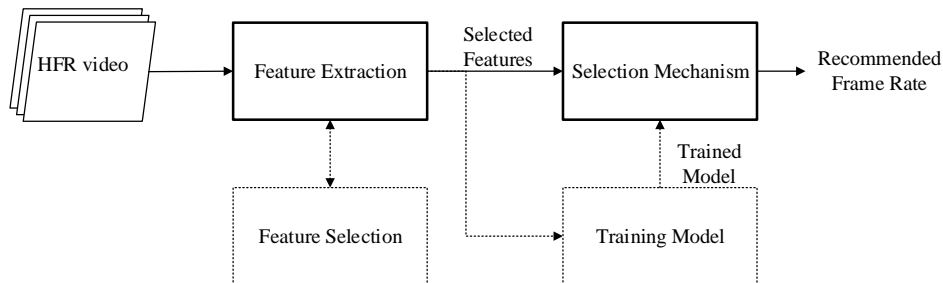 HFR video
Feature Extraction
Selected
Features
Selection Mechanism
Recommended
Frame Rate
Trained
Model
Feature Selection
Training Model